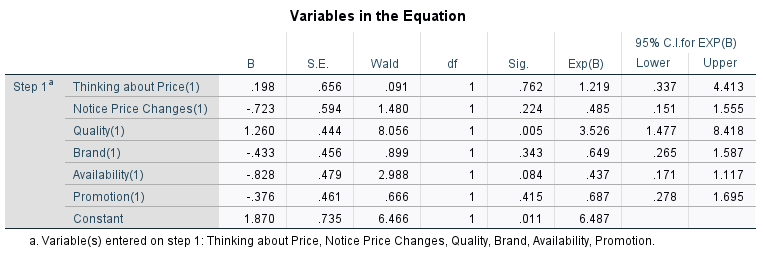 Variables in the Equation
95% C.I.for EXP(B)
B S.E. Wald df Sig. Exp(B) Lower Upper
Step 1a Thinking about Price(1) .198 .656 .091 1 .762 1.219 .337 4.413
Notice Price Changes(1) -.723 .594 1.480 1 .224 .485 .151 1.555
Quality(1) 1.260 .444 8.056 1 .005 3.526 1.477 8.418
Brand(1) -.433 .456 .899 1 .343 .649 .265 1.587
Availability(1) -.828 .479 2.988 1 .084 .437 .171 1.117
Promotion(1) -.376 .461 .666 1 .415 .687 .278 1.695
Constant 1.870 .735 6.466 1 .011 6.487
a. Variable(s) entered on step 1: Thinking about Price, Notice Price Changes, Quality, Brand, Availability, Promotion.